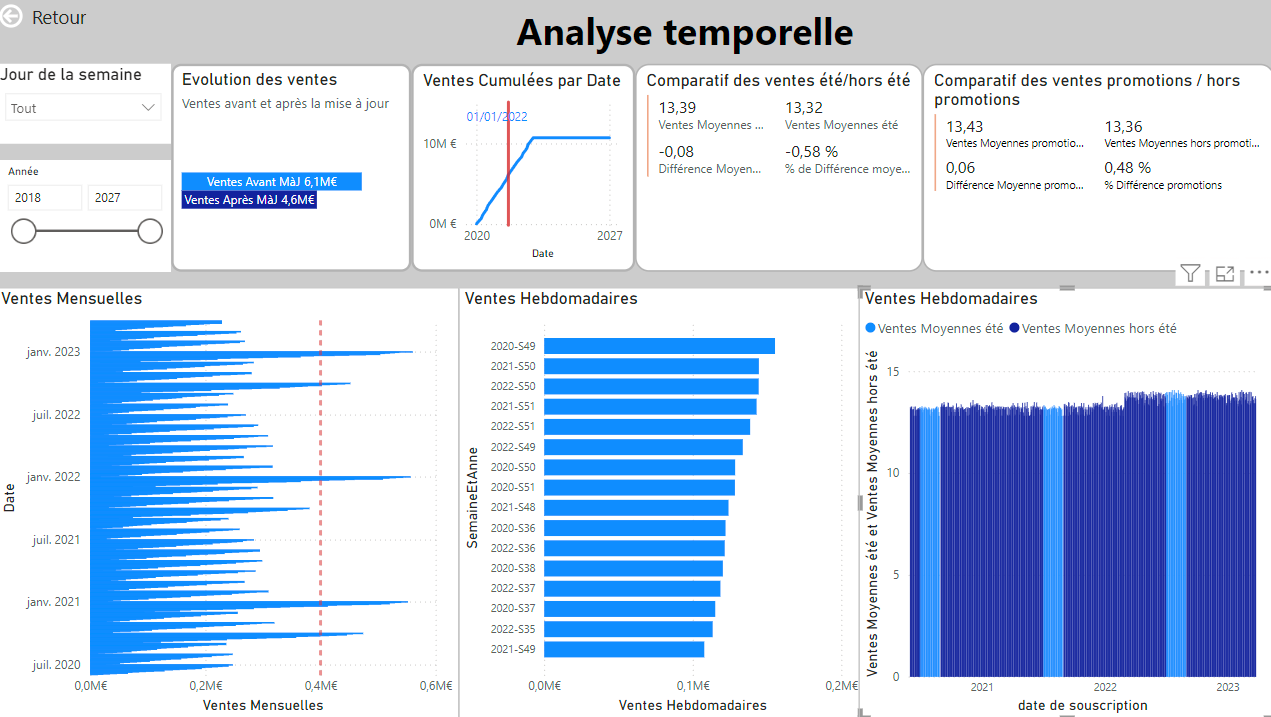 Retour
Analyse temporelle
Jour de la semaine
Tout
Année
2018
2027
Evolution des ventes
Ventes avant et après la mise à jour
Ventes Avant MàJ 6,1M€
Ventes Après MàJ 4,6M€
Ventes Cumulées par Date
01/01/2022
10M €
0M €
2020
2027
Date
Comparatif des ventes été/hors été
13,39
Ventes Moyennes ...
13,32
Ventes Moyennes été
-0,08
Différence Moyen...
-0,58 %
% de Différence moye...
Comparatif des ventes promotions / hors
promotions
13,43
Ventes Moyennes promotio...
13,36
Ventes Moyennes hors promoti...
0,06
Différence Moyenne promo...
0,48 %
% Différence promotions
Ventes Mensuelles
Date
janv. 2023
juil. 2022
janv. 2022
juil. 2021
janv. 2021
juil. 2020
0,0M€
0,2M€
0,4M€
0,6M€
Ventes Mensuelles
Ventes Hebdomadaires
SemaineEtAnne
2020-S49
2021-S50
2022-S50
2021-S51
2022-S51
2022-S49
2020-S50
2020-S51
2021-S48
2020-S36
2022-S36
2020-S38
2022-S37
2020-S37
2022-S35
2021-S49
0,0M€
0,1M€
0,2M€
Ventes Hebdomadaires
Ventes Hebdomadaires
Ventes Moyennes été
Ventes Moyennes hors été
Ventes Moyennes été et Ventes Moyennes hors été
15
10
5
0
2021
2022
2023
date de souscription